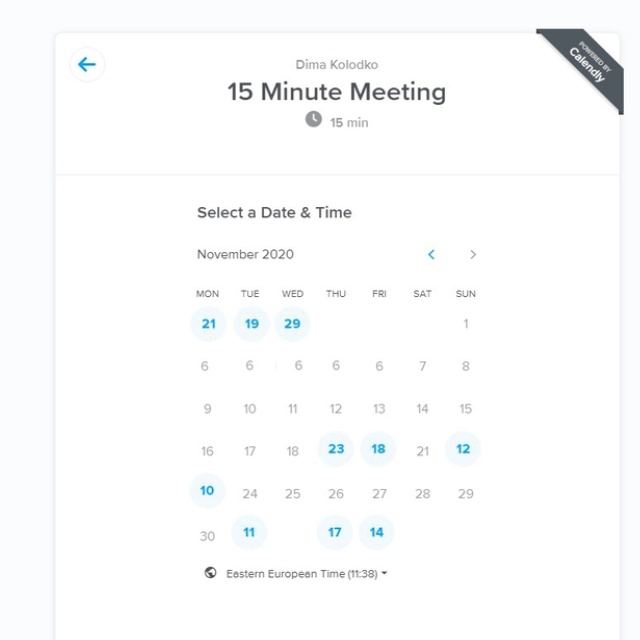 POWERED BY
Calendly
Dima Kolodko
15 Minute Meeting
15 min
Select a Date & Time
November 2020
MON TUE WED THU FRI SAT SUN
21 19 29 1
6 6 6 6 6 7 8
9 10 11 12 13 14 15
16 17 18 23 18 21 12
10 24 25 26 27 28 29
30 11 17 14
Eastern European Time (11:38)